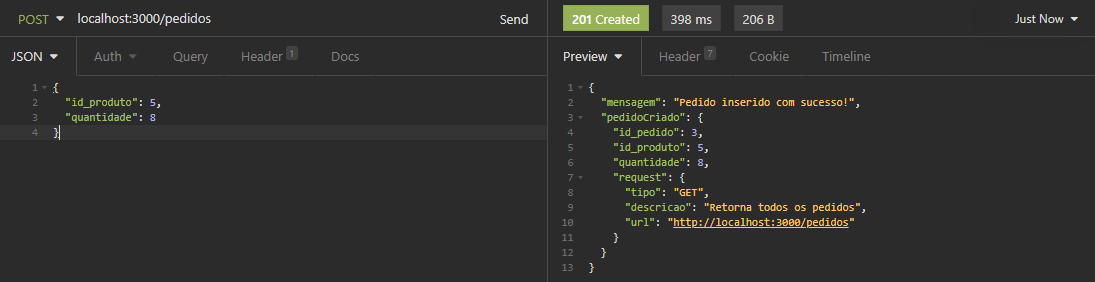 POST localhost:3000/pedidos Send
JSON Auth Query Header 1 Docs
1 {
2 "id_produto": 5,
3 "quantidade": 8
4 }
201 Created 398 ms 206 B Just Now
Preview Header 7 Cookie Timeline
1 {
2 "mensagem": "Pedido inserido com sucesso!",
3 "pedidoCriado": {
4 "id_pedido": 3,
5 "id_produto": 5,
6 "quantidade": 8,
7 "request": {
8 "tipo": "GET",
9 "descricao": "Retorna todos os pedidos",
10 "url": "http://localhost:3000/pedidos"
11 }
12 }
13 }